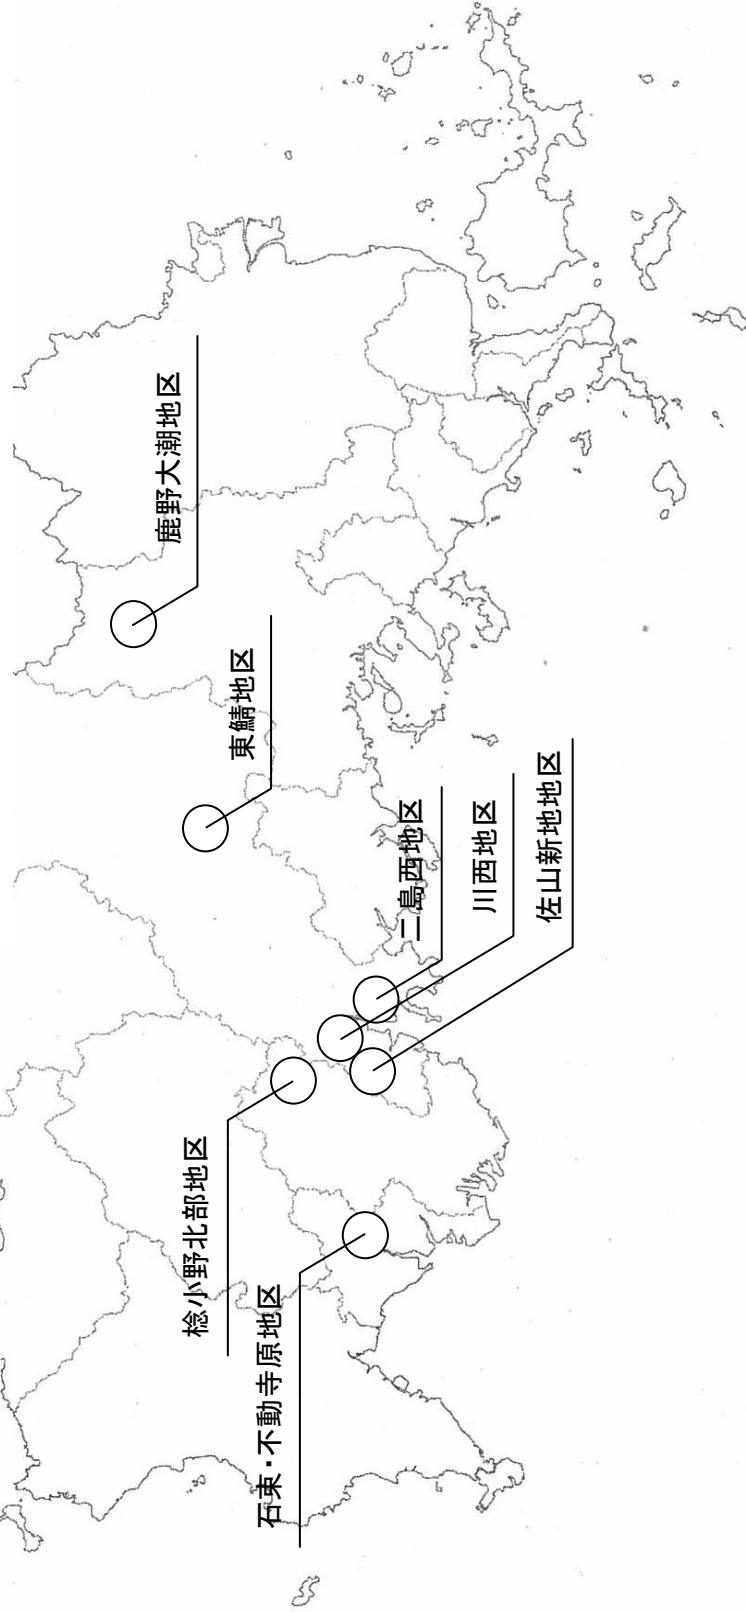 鹿野大潮地区
東鯖地区
二島西地区
川西地区
佐山新地地区
棯小野北部地区
石束・不動寺原地区